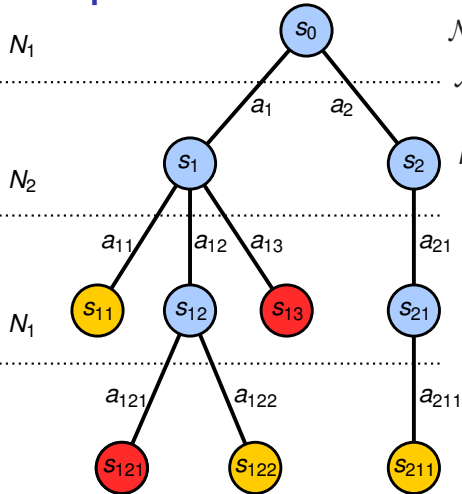 N₁ s₀ 𝒩
a₁ a₂
N₂ s₁ s₂
a₁₁ a₁₂ a₁₃ a₂₁
s₁₁ s₁₂ s₁₃ s₂₁
N₁
a₁₂₁ a₁₂₂ a₂₁₁
s₁₂₁ s₁₂₂ s₂₁₁